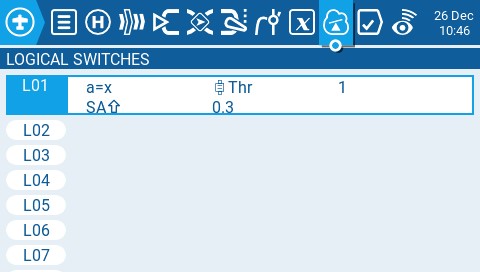 26 Dec
10:46
LOGICAL SWITCHES
L01 a=x Thr 1
SA⇧ 0.3
L02
L03
L04
L05
L06
L07